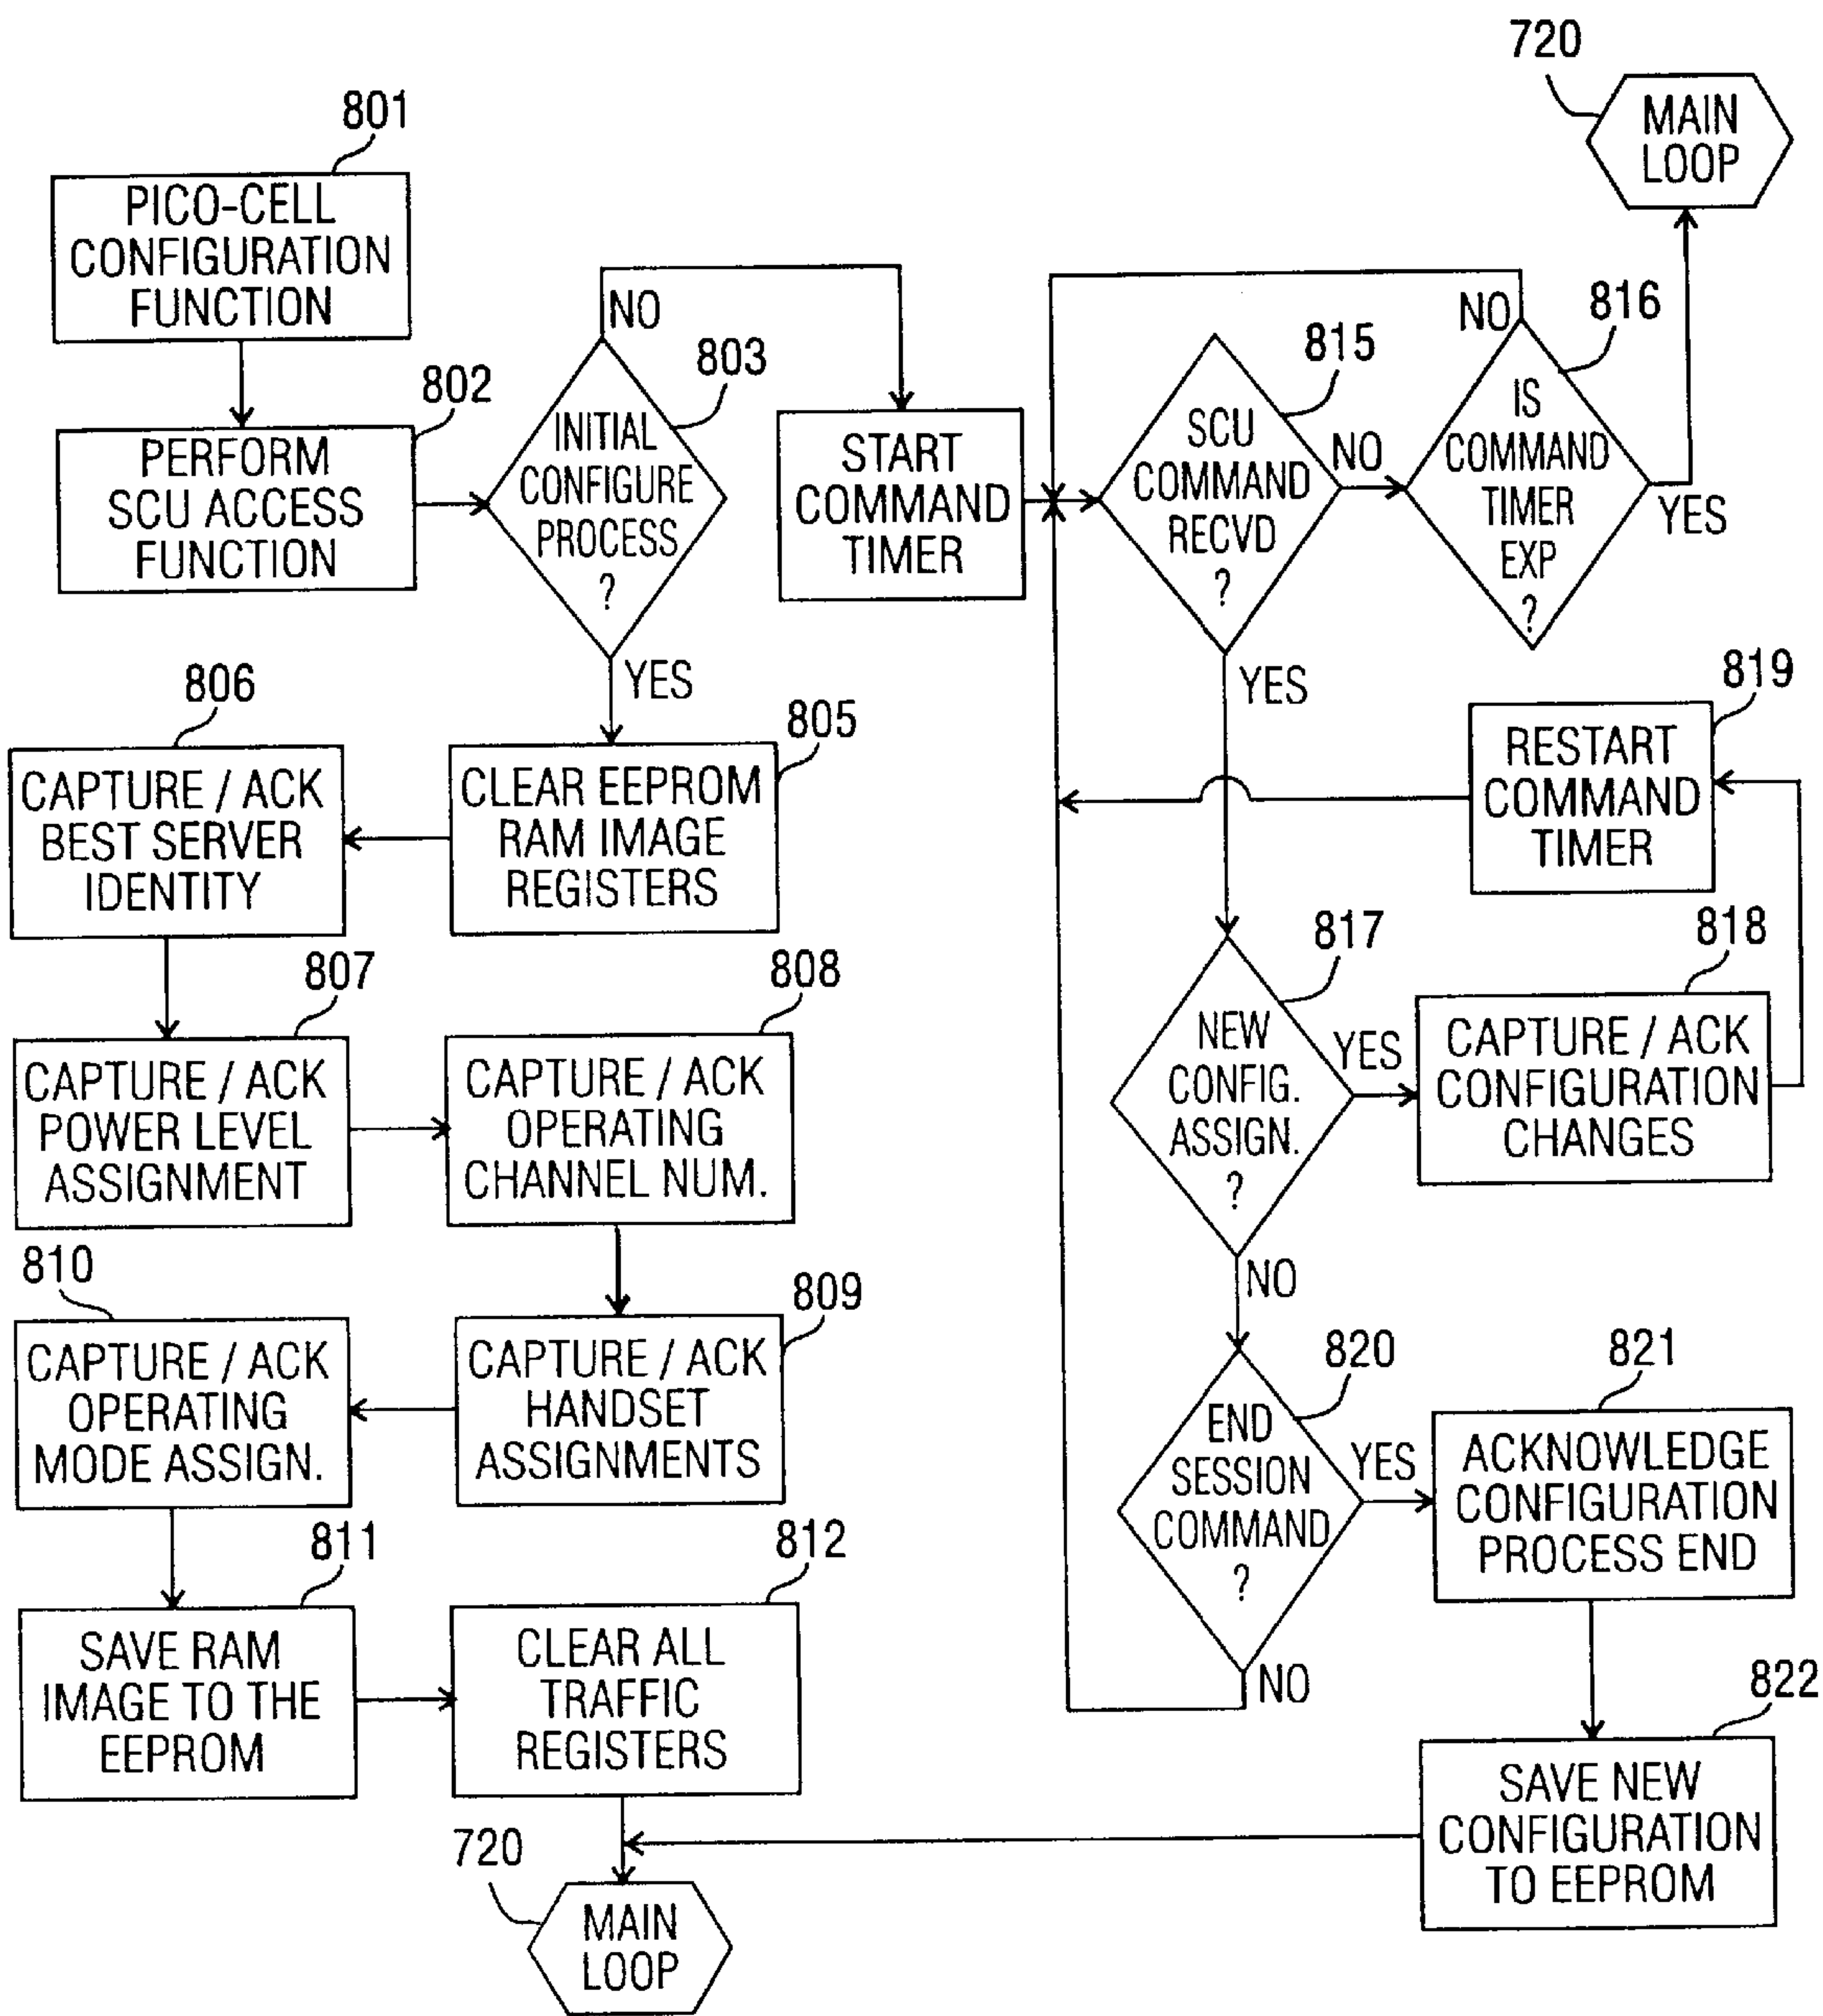 801
PICO-CELL
CONFIGURATION
FUNCTION
802
PERFORM
SCU ACCESS
FUNCTION
803
INITIAL
CONFIGURE
PROCESS
?
NO
YES
START
COMMAND
TIMER
815
SCU
COMMAND
RECVD
?
NO
YES
816
IS
COMMAND
TIMER
EXP
?
NO
YES
720
MAIN
LOOP
805
CLEAR EEPROM
RAM IMAGE
REGISTERS
806
CAPTURE / ACK
BEST SERVER
IDENTITY
807
CAPTURE / ACK
POWER LEVEL
ASSIGNMENT
808
CAPTURE / ACK
OPERATING
CHANNEL NUM.
809
CAPTURE / ACK
HANDSET
ASSIGNMENTS
810
CAPTURE / ACK
OPERATING
MODE ASSIGN.
811
SAVE RAM
IMAGE TO THE
EEPROM
812
CLEAR ALL
TRAFFIC
REGISTERS
720
MAIN
LOOP
817
NEW
CONFIG.
ASSIGN.
?
YES
NO
818
CAPTURE / ACK
CONFIGURATION
CHANGES
819
RESTART
COMMAND
TIMER
820
END
SESSION
COMMAND
?
YES
NO
821
ACKNOWLEDGE
CONFIGURATION
PROCESS END
822
SAVE NEW
CONFIGURATION
TO EEPROM